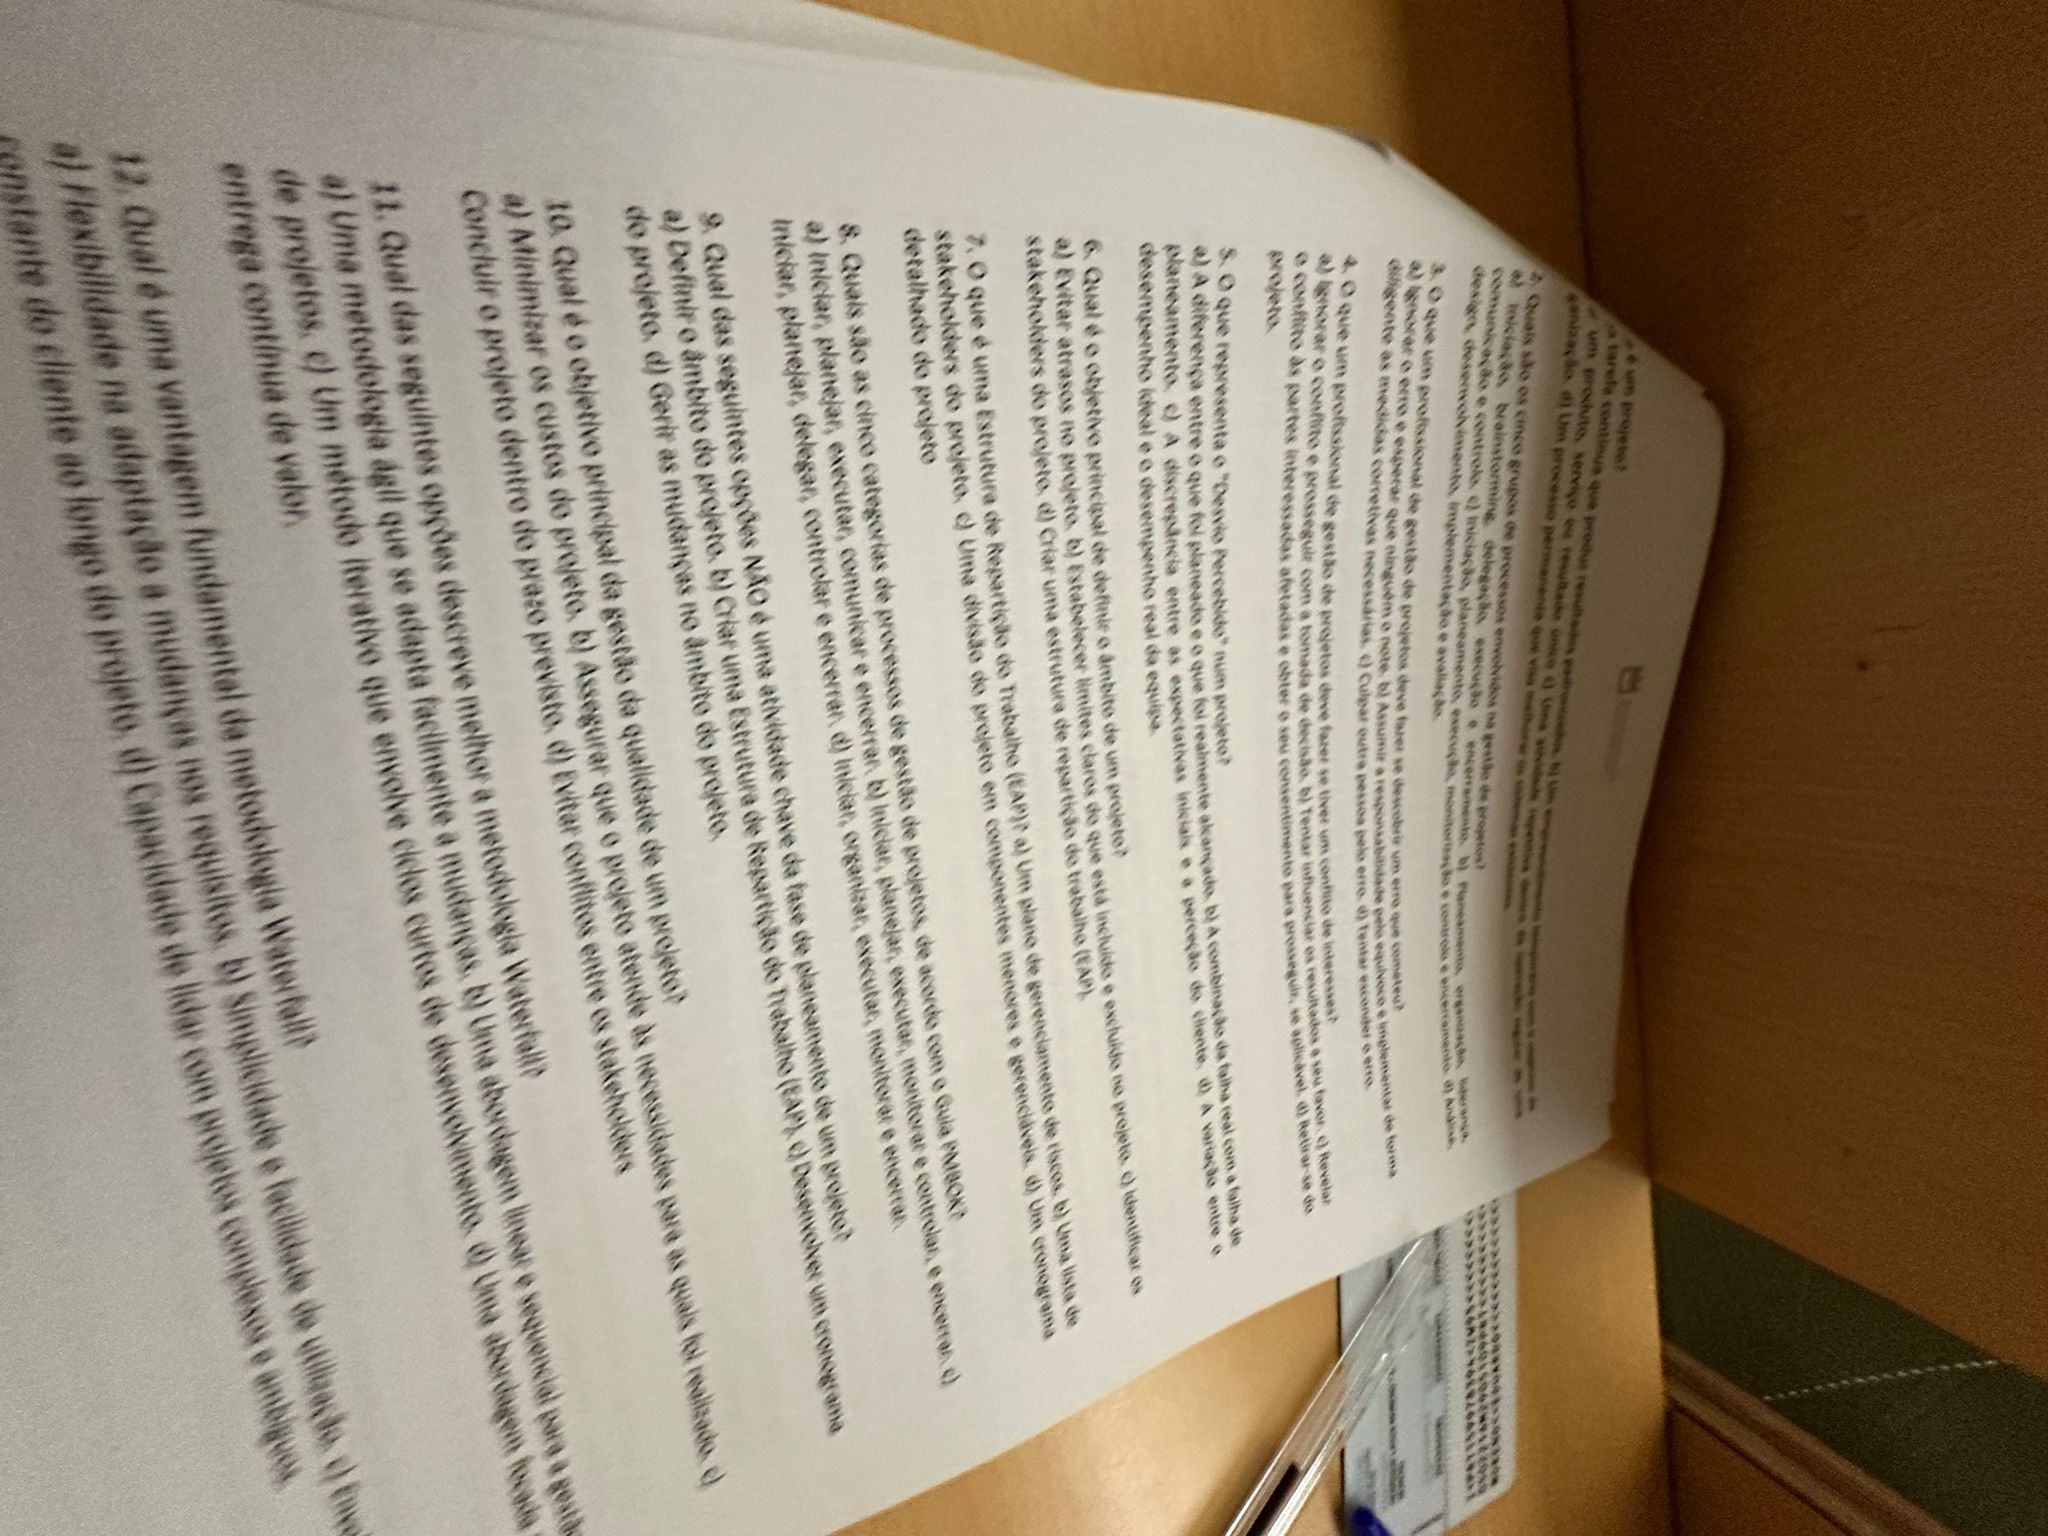 é um projeto?
tarefa contínua que produz resultados padronizados. b) Um empreendimento temporário com o objetivo de
um produto, serviço ou resultado único c) Uma atividade repetitiva dentro da operação regular de uma
ganização. d) Um processo permanente que visa melhorar os sistemas existentes.
2. Quais são os cinco grupos de processos envolvidos na gestão de projetos?
a) Iniciação, brainstorming, delegação, execução e encerramento. b) Planeamento, organização, liderança,
comunicação e controlo. c) Iniciação, planeamento, execução, monitorização e controlo e encerramento. d) Análise,
design, desenvolvimento, implementação e avaliação.
3. O que um profissional de gestão de projetos deve fazer se descobrir um erro que cometeu?
a) Ignorar o erro e esperar que ninguém o note. b) Assumir a responsabilidade pelo equívoco e implementar de forma
diligente as medidas corretivas necessárias. c) Culpar outra pessoa pelo erro. d) Tentar esconder o erro.
4. O que um profissional de gestão de projetos deve fazer se tiver um conflito de interesses?
a) Ignorar o conflito e prosseguir com a tomada de decisão. b) Tentar influenciar os resultados a seu favor. c) Revelar
o conflito às partes interessadas afetadas e obter o seu consentimento para prosseguir, se aplicável. d) Retirar-se do
projeto.
5. O que representa o "Desvio Percebido" num projeto?
a) A diferença entre o que foi planeado e o que foi realmente alcançado. b) A combinação da falha real com a falha de
planeamento. c) A discrepância entre as expectativas iniciais e a perceção do cliente. d) A variação entre o
desempenho ideal e o desempenho real da equipa.
6. Qual é o objetivo principal de definir o âmbito de um projeto?
a) Evitar atrasos no projeto. b) Estabelecer limites claros do que está incluído e excluído no projeto. c) Identificar os
stakeholders do projeto. d) Criar uma estrutura de repartição do trabalho (EAP).
7. O que é uma Estrutura de Repartição do Trabalho (EAP)? a) Um plano de gerenciamento de riscos. b) Uma lista de
stakeholders do projeto. c) Uma divisão do projeto em componentes menores e gerenciáveis. d) Um cronograma
detalhado do projeto
8. Quais são as cinco categorias de processos de gestão de projetos, de acordo com o Guia PMBOK?
a) Iniciar, planejar, executar, comunicar e encerrar. b) Iniciar, planejar, executar, monitorar e controlar, e encerrar. c)
Iniciar, planejar, delegar, controlar e encerrar. d) Iniciar, organizar, executar, monitorar e encerrar.
9. Qual das seguintes opções NÃO é uma atividade chave da fase de planeamento de um projeto?
a) Definir o âmbito do projeto. b) Criar uma Estrutura de Repartição do Trabalho (EAP). c) Desenvolver um cronograma
do projeto. d) Gerir as mudanças no âmbito do projeto.
10. Qual é o objetivo principal da gestão da qualidade de um projeto?
a) Minimizar os custos do projeto. b) Assegurar que o projeto atende às necessidades para as quais foi realizado. c)
Concluir o projeto dentro do prazo previsto. d) Evitar conflitos entre os stakeholders
11. Qual das seguintes opções descreve melhor a metodologia Waterfall?
a) Uma metodologia ágil que se adapta facilmente a mudanças. b) Uma abordagem linear e sequencial para a gestão
de projetos. c) Um método iterativo que envolve ciclos curtos de desenvolvimento. d) Uma abordagem focada
entrega contínua de valor.
12. Qual é uma vantagem fundamental da metodologia Waterfall?
a) Flexibilidade na adaptação a mudanças nos requisitos. b) Simplicidade e facilidade de utilização. c) Envol
constante do cliente ao longo do projeto. d) Capacidade de lidar com projetos complexos e ambíguos.